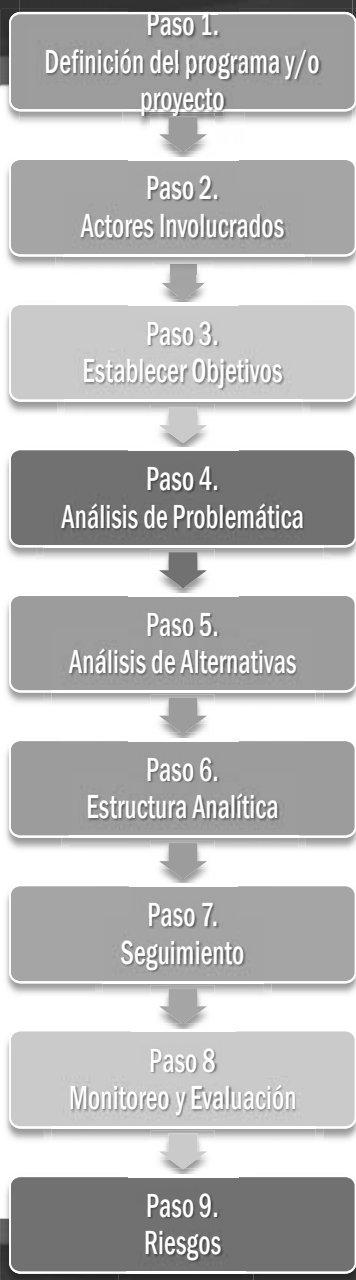 Paso 1.
Definición del programa y/o
proyecto
Paso 2.
Actores Involucrados
Paso 3.
Establecer Objetivos
Paso 4.
Análisis de Problemática
Paso 5.
Análisis de Alternativas
Paso 6.
Estructura Analítica
Paso 7.
Seguimiento
Paso 8
Monitoreo y Evaluación
Paso 9.
Riesgos